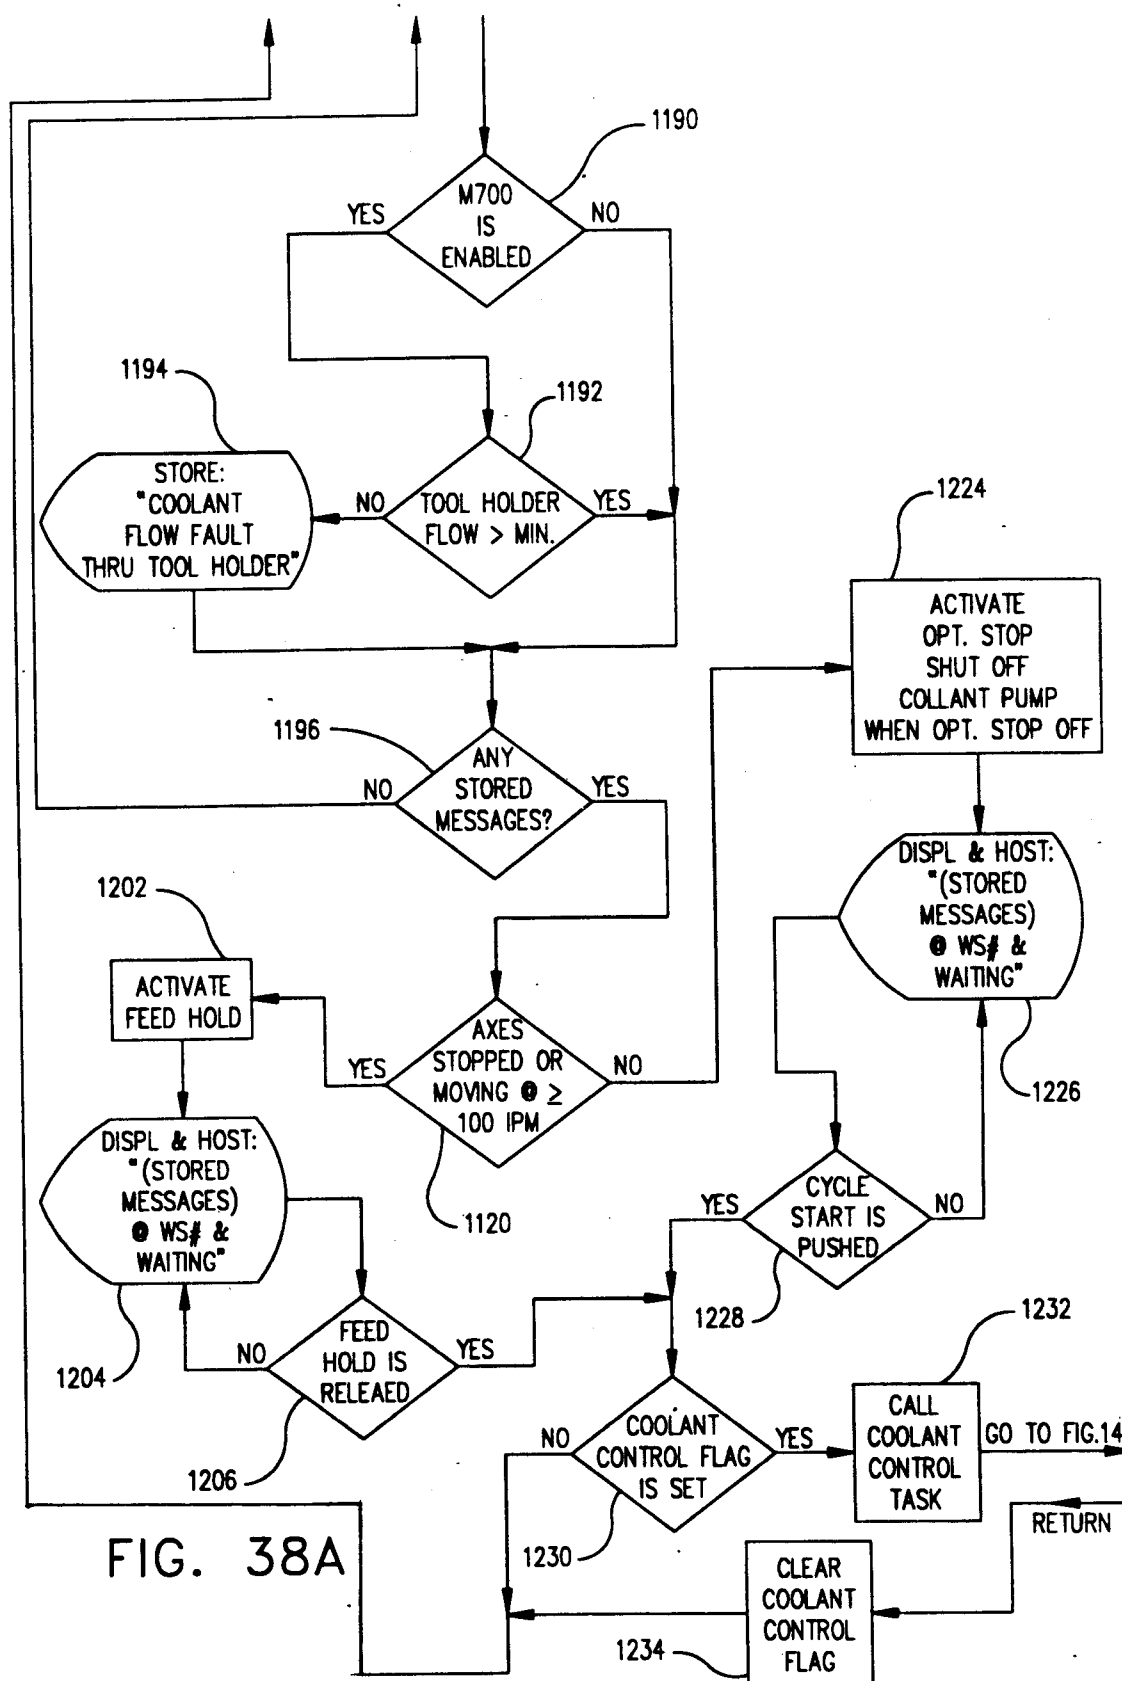 1190
M700
IS
ENABLED
YES
NO
1194
1192
STORE:
"COOLANT
FLOW FAULT
THRU TOOL HOLDER"
NO
TOOL HOLDER
FLOW > MIN.
YES
1224
ACTIVATE
OPT. STOP
SHUT OFF
COLLANT PUMP
WHEN OPT. STOP OFF
1196
ANY
STORED
MESSAGES?
NO
YES
DISPL & HOST:
"(STORED
MESSAGES)
@ WS# &
WAITING"
1226
1202
ACTIVATE
FEED HOLD
YES
AXES
STOPPED OR
MOVING @ ≥
100 IPM
NO
1120
DISPL & HOST:
"(STORED
MESSAGES)
@ WS# &
WAITING"
1204
YES
CYCLE
START IS
PUSHED
NO
1228
NO
FEED
HOLD IS
RELEAED
YES
1206
1232
NO
COOLANT
CONTROL FLAG
IS SET
YES
1230
CALL
COOLANT
CONTROL
TASK
GO TO FIG.14
RETURN
FIG. 38A
CLEAR
COOLANT
CONTROL
FLAG
1234